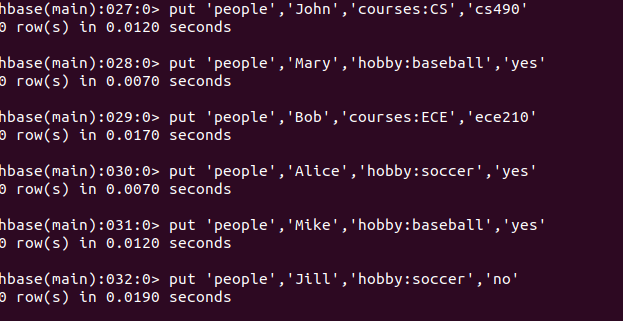 hbase(main):027:0> put 'people','John','courses:CS','cs490'
0 row(s) in 0.0120 seconds
hbase(main):028:0> put 'people','Mary','hobby:baseball','yes'
0 row(s) in 0.0070 seconds
hbase(main):029:0> put 'people','Bob','courses:ECE','ece210'
0 row(s) in 0.0170 seconds
hbase(main):030:0> put 'people','Alice','hobby:soccer','yes'
0 row(s) in 0.0070 seconds
hbase(main):031:0> put 'people','Mike','hobby:baseball','yes'
0 row(s) in 0.0120 seconds
hbase(main):032:0> put 'people','Jill','hobby:soccer','no'
0 row(s) in 0.0190 seconds